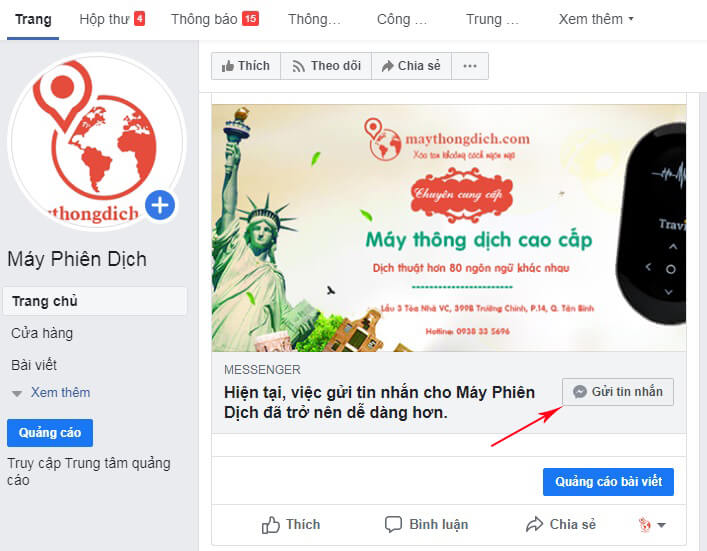 Trang
Hộp thư 4
Thông báo 15
Thông…
Công …
Trung …
Xem thêm
Thích
Theo dõi
Chia sẻ
ythongdich.
Máy Phiên Dịch
Trang chủ
Cửa hàng
Bài viết
Xem thêm
Quảng cáo
Truy cập Trung tâm quảng
cáo
maythongdich.com
Xóa tan khoảng cách ngôn ngữ
Chuyên cung cấp
Máy thông dịch cao cấp
Dịch thuật hơn 80 ngôn ngữ khác nhau
Lầu 3 Tòa Nhà VC, 399B Trường Chinh, P.14, Q. Tân Bình
Hotline: 0938 33 5696
Travi
MESSENGER
Hiện tại, việc gửi tin nhắn cho Máy Phiên
Dịch đã trở nên dễ dàng hơn.
Gửi tin nhắn
Quảng cáo bài viết
Thích
Bình luận
Chia sẻ